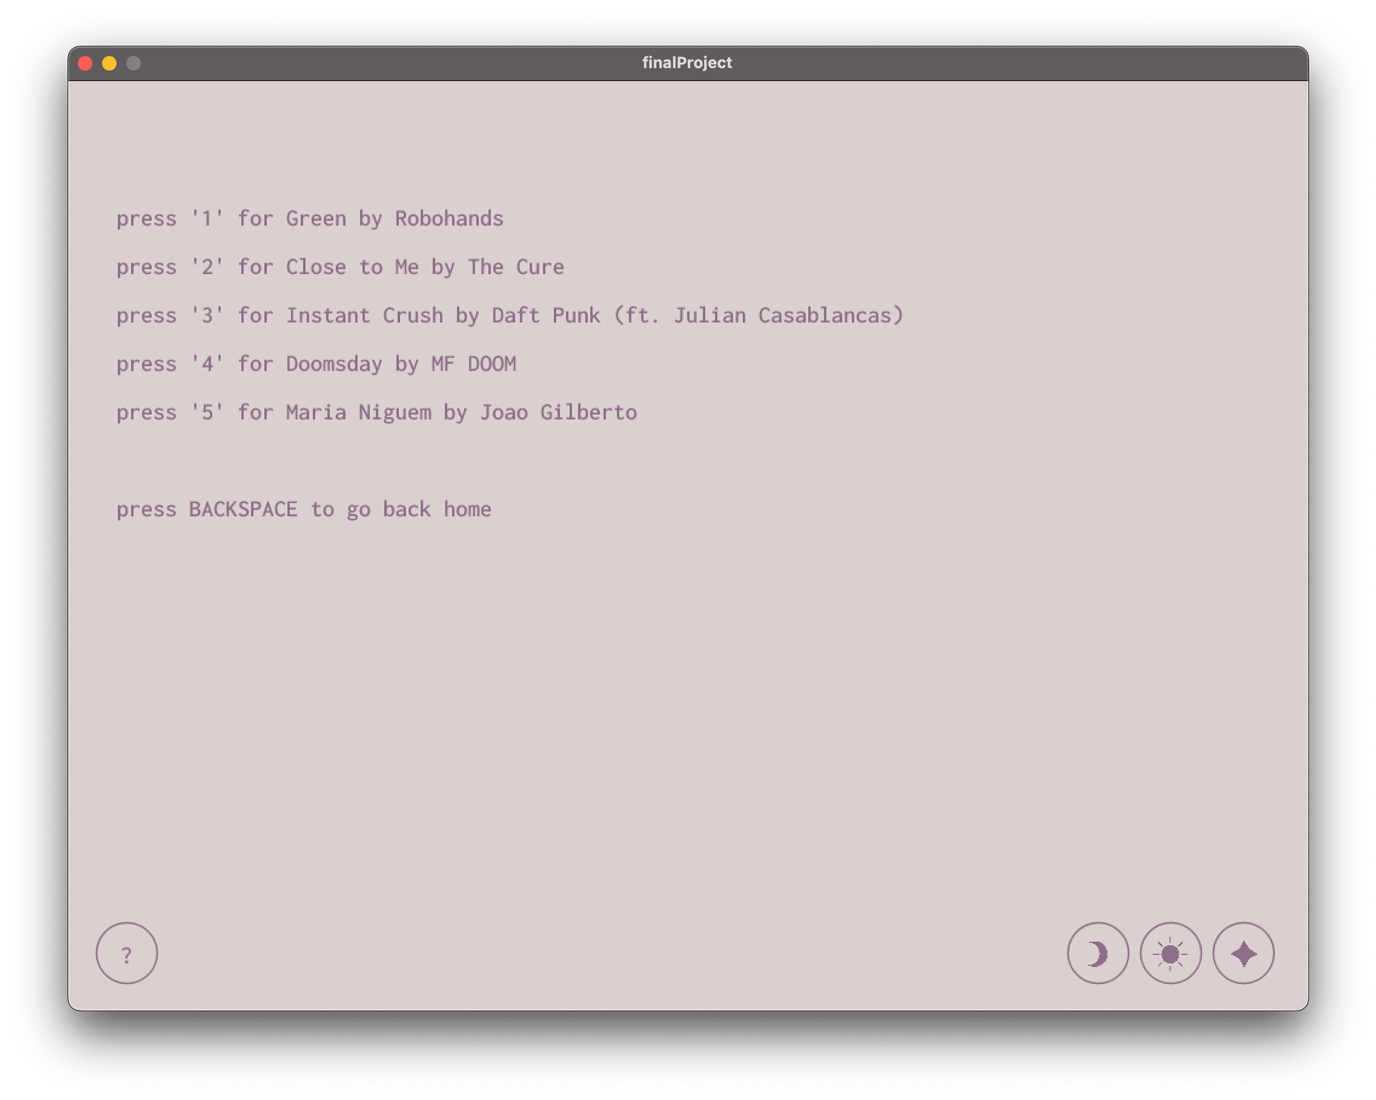 finalProject
press '1' for Green by Robohands
press '2' for Close to Me by The Cure
press '3' for Instant Crush by Daft Punk (ft. Julian Casablancas)
press '4' for Doomsday by MF DOOM
press '5' for Maria Niguem by Joao Gilberto
press BACKSPACE to go back home
?